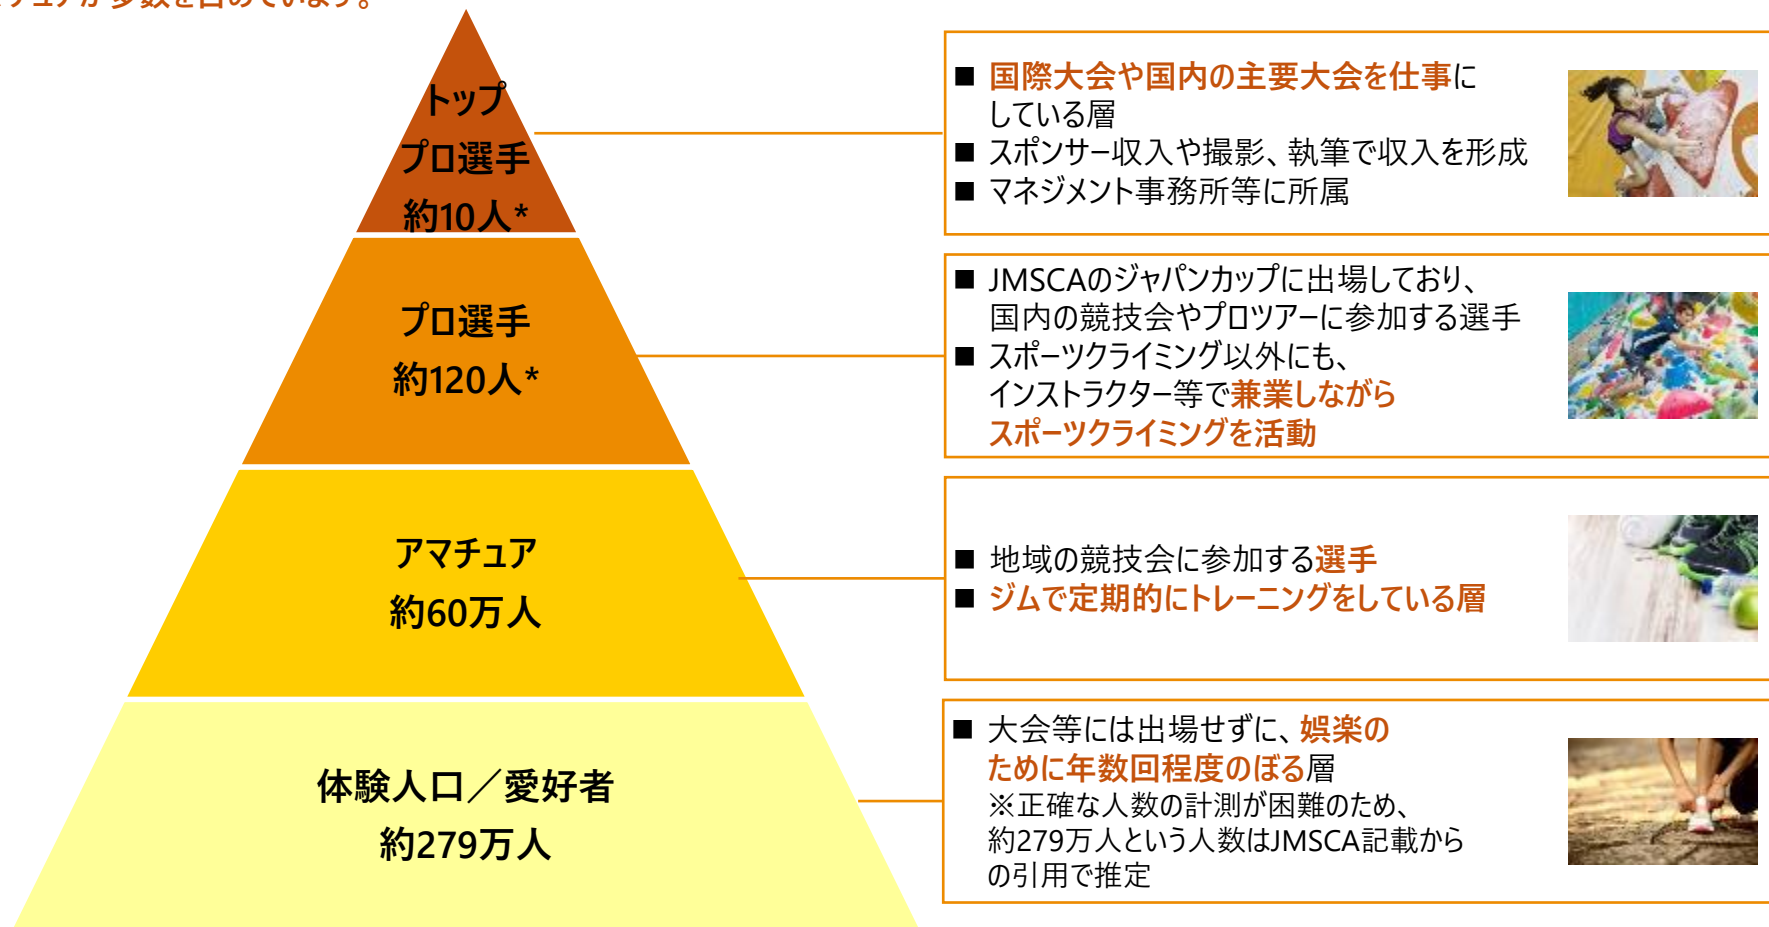 チュアが多数を占めています。
トップ
プロ選手
約10人*
■ 国際大会や国内の主要大会を仕事に
している層
■ スポンサー収入や撮影、執筆で収入を形成
■ マネジメント事務所等に所属
プロ選手
約120人*
■ JMSCAのジャパンカップに出場しており、
国内の競技会やプロツアーに参加する選手
■ スポーツクライミング以外にも、
インストラクター等で兼業しながら
スポーツクライミングを活動
アマチュア
約60万人
■ 地域の競技会に参加する選手
■ ジムで定期的にトレーニングをしている層
体験人口／愛好者
約279万人
■ 大会等には出場せずに、娯楽の
ために年数回程度のぼる層
※正確な人数の計測が困難のため、
約279万人という人数はJMSCA記載から
の引用で推定